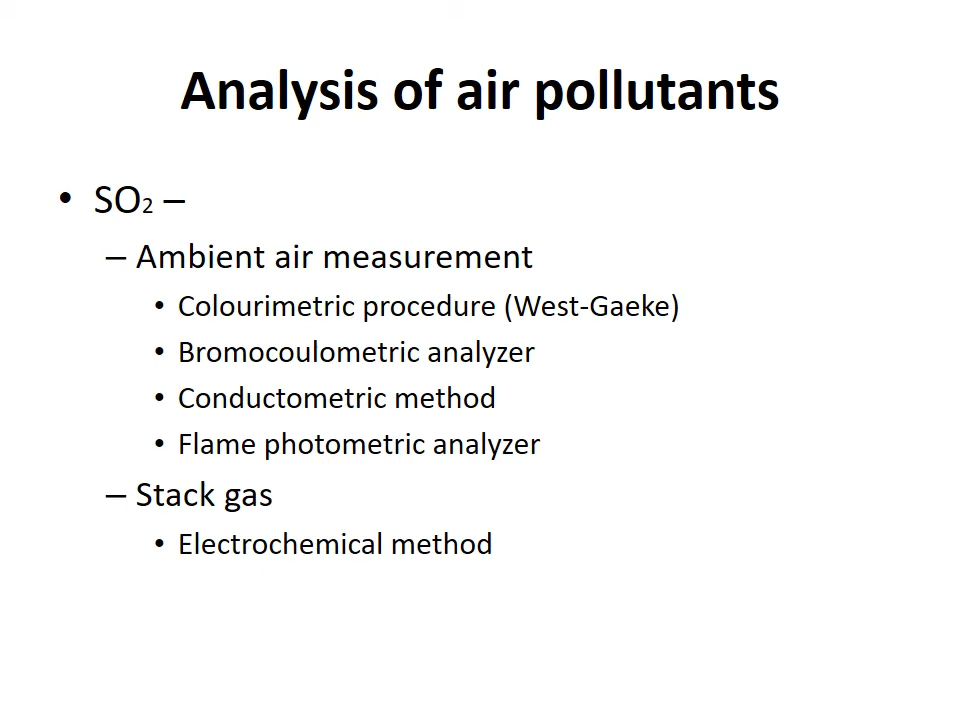 Analysis of air pollutants
• SO₂ –
– Ambient air measurement
• Colourimetric procedure (West-Gaeke)
• Bromocoulometric analyzer
• Conductometric method
• Flame photometric analyzer
– Stack gas
• Electrochemical method